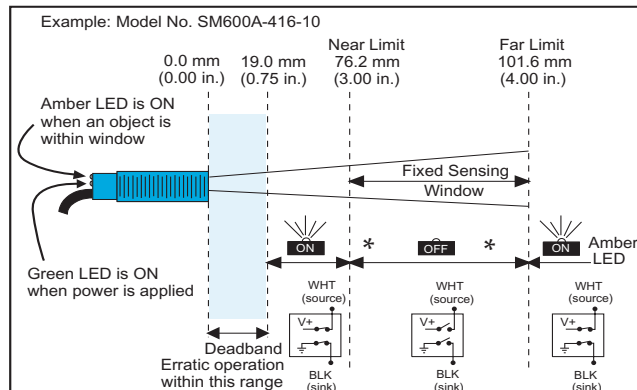 Example: Model No. SM600A-416-10
0.0 mm
(0.00 in.)
19.0 mm
(0.75 in.)
Near Limit
76.2 mm
(3.00 in.)
Far Limit
101.6 mm
(4.00 in.)
Amber LED is ON
when an object is
within window
Fixed Sensing
Window
Green LED is ON
when power is applied
ON
*
OFF
*
ON
Amber
LED
Deadband
Erratic operation
within this range
WHT
(source)
V+
BLK
(sink)
WHT
(source)
V+
BLK
(sink)
WHT
(source)
V+
BLK
(sink)